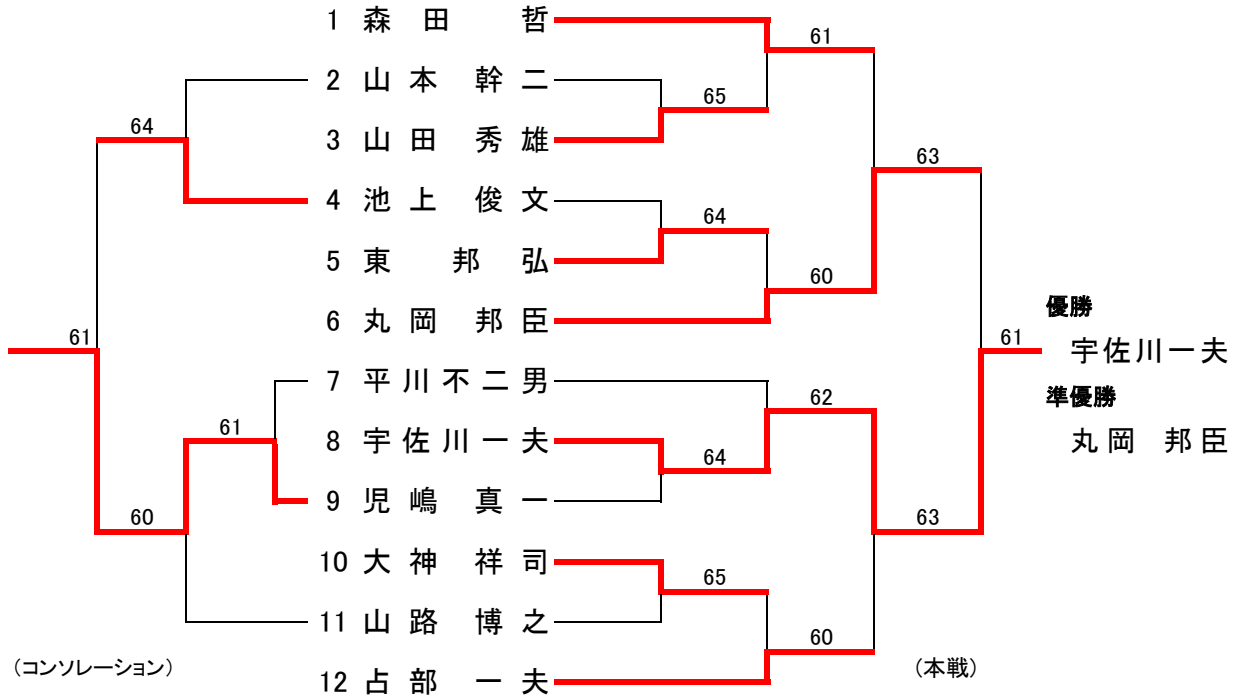 1 森田 哲
61
2 山本 幹二
65
64
3 山田 秀雄
63
4 池上 俊文
64
5 東 邦弘
60
優勝
6 丸岡 邦臣
61
61
宇佐川一夫
7 平川不二男
62
準優勝
61
8 宇佐川一夫
64
丸岡 邦臣
9 児嶋 真一
60
63
10 大神 祥司
65
11 山路 博之
60
(コンソレーション)
(本戦)
12 占部 一夫